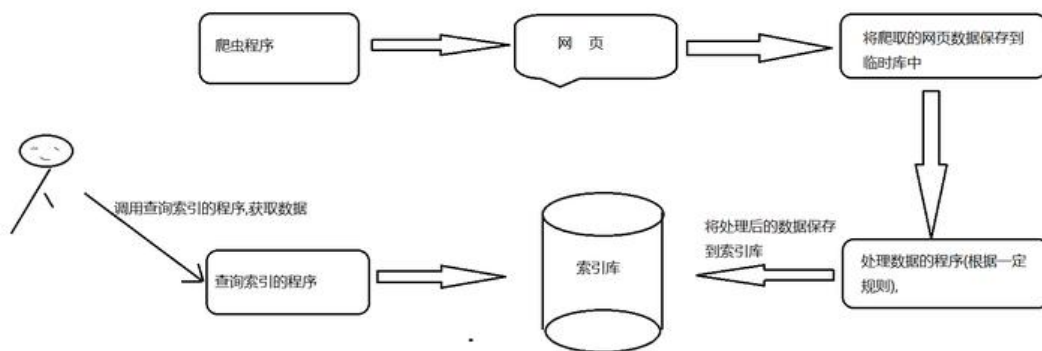 爬虫程序
网 页
将爬取的网页数据保存到
临时库中
调用查询索引的程序,获取数据
查询索引的程序
索引库
将处理后的数据保存
到索引库
处理数据的程序(根据一定
规则),